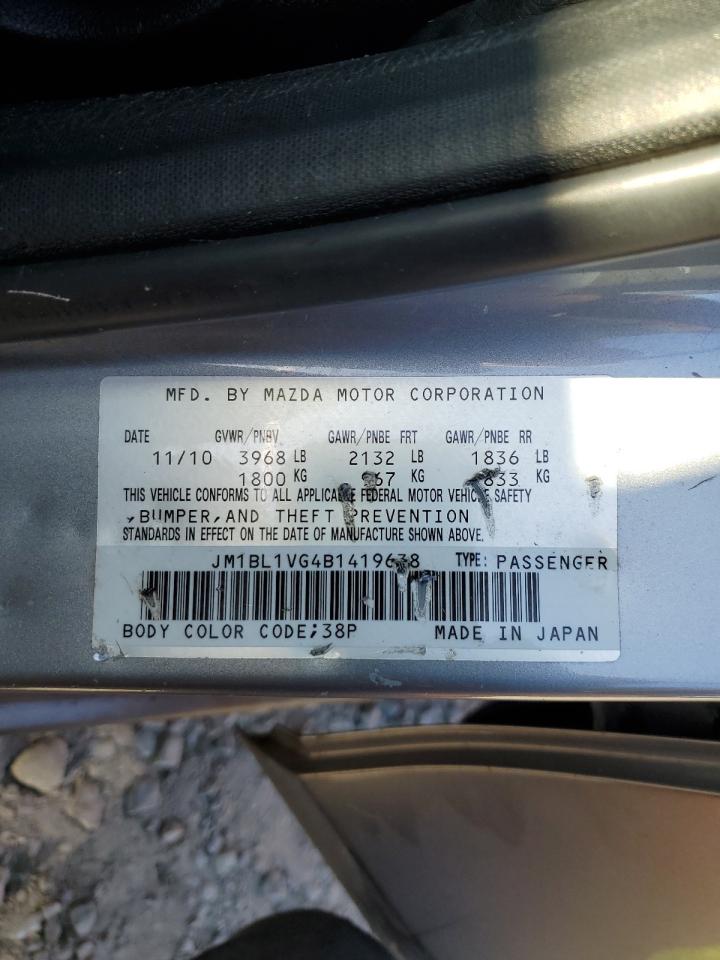 MFD. BY MAZDA MOTOR CORPORATION
DATE GVWR/PNBV GAWR/PNBE FRT GAWR/PNBE RR
11/10 3968 LB 2132 LB 1836 LB
1800 KG KG 833 KG
THIS VEHICLE CONFORMS TO ALL APPLICABLE FEDERAL MOTOR VEHICLE SAFETY
,BUMPER,AND THEFT PREVENTION
STANDARDS IN EFFECT ON THE DATE OF MANUFACTURE SHOWN ABOVE.
JM1BL1VG4B1419638 TYPE: PASSENGER
BODY COLOR CODE;38P MADE IN JAPAN